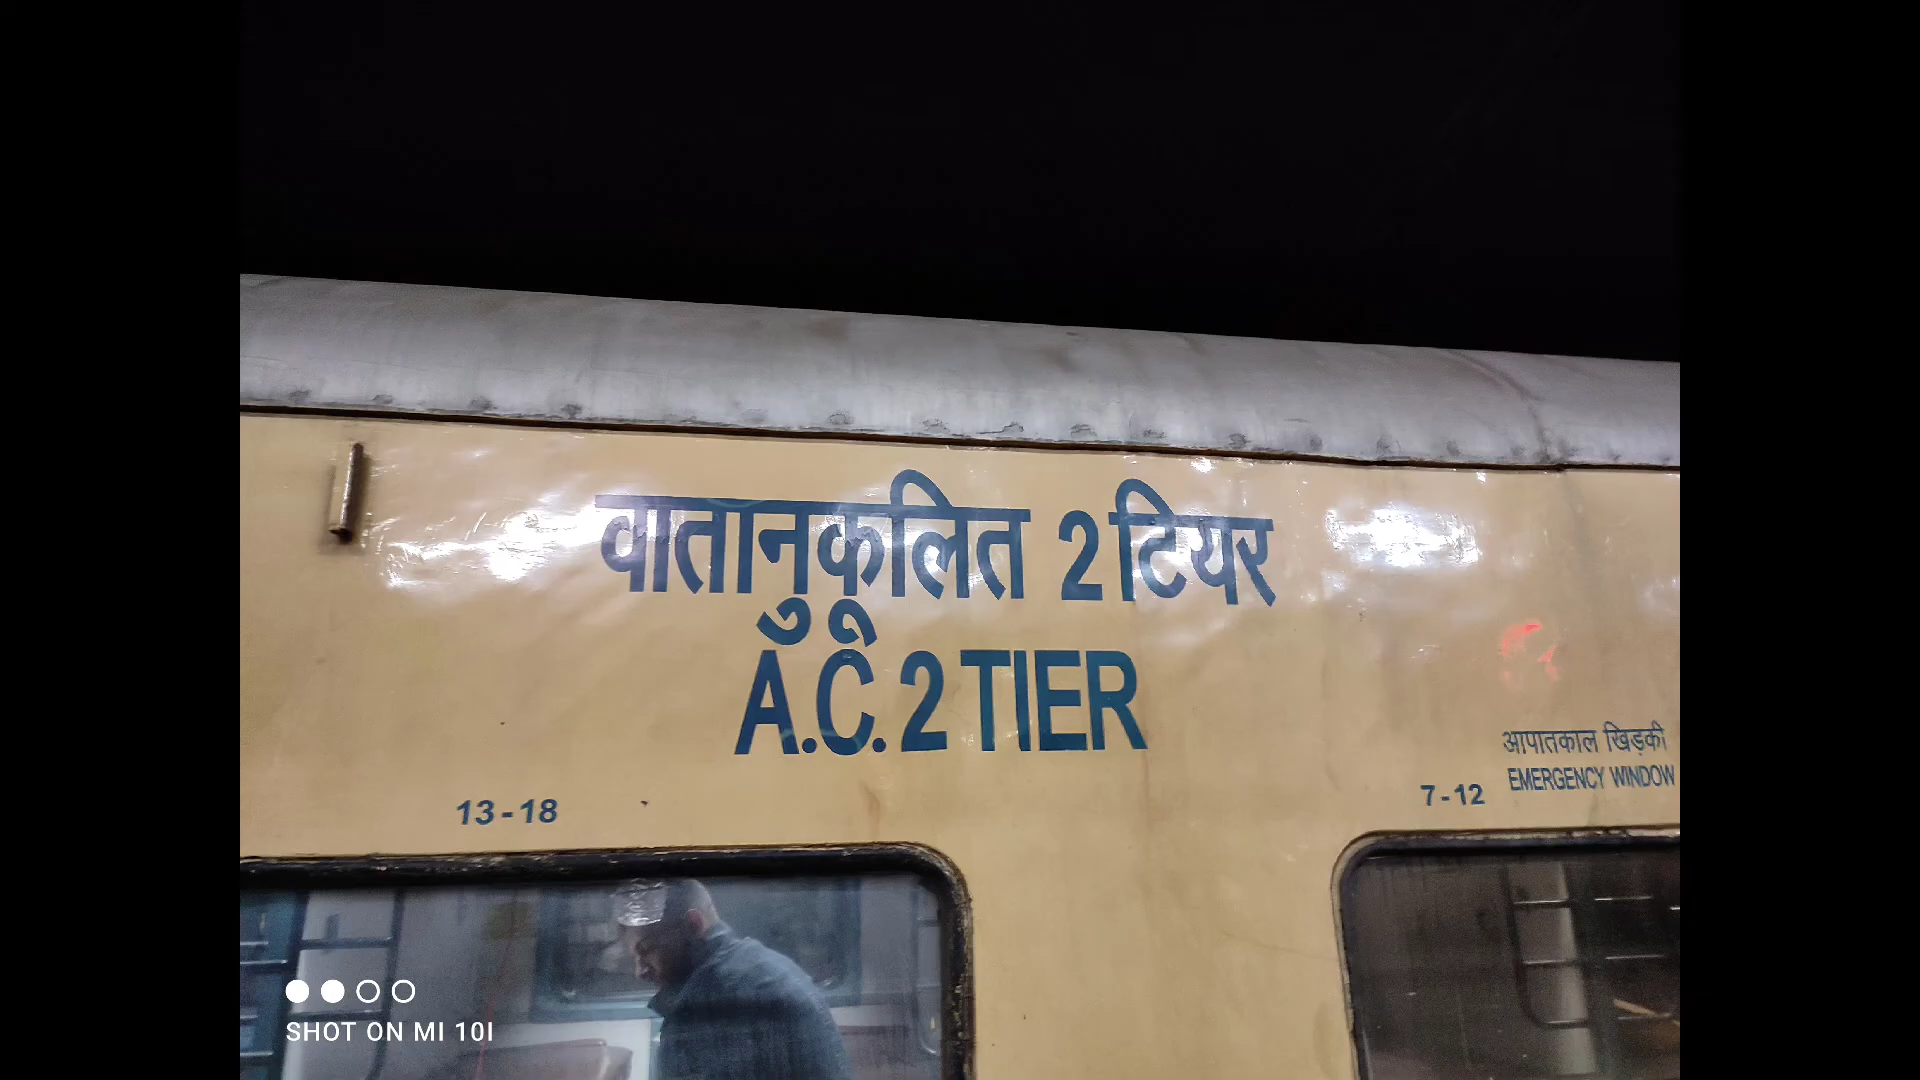 वातानुकूलित 2 टियर
A.C. 2 TIER
आपातकाल खिड़की
EMERGENCY WINDOW
13-18
7-12
SHOT ON MI 10I